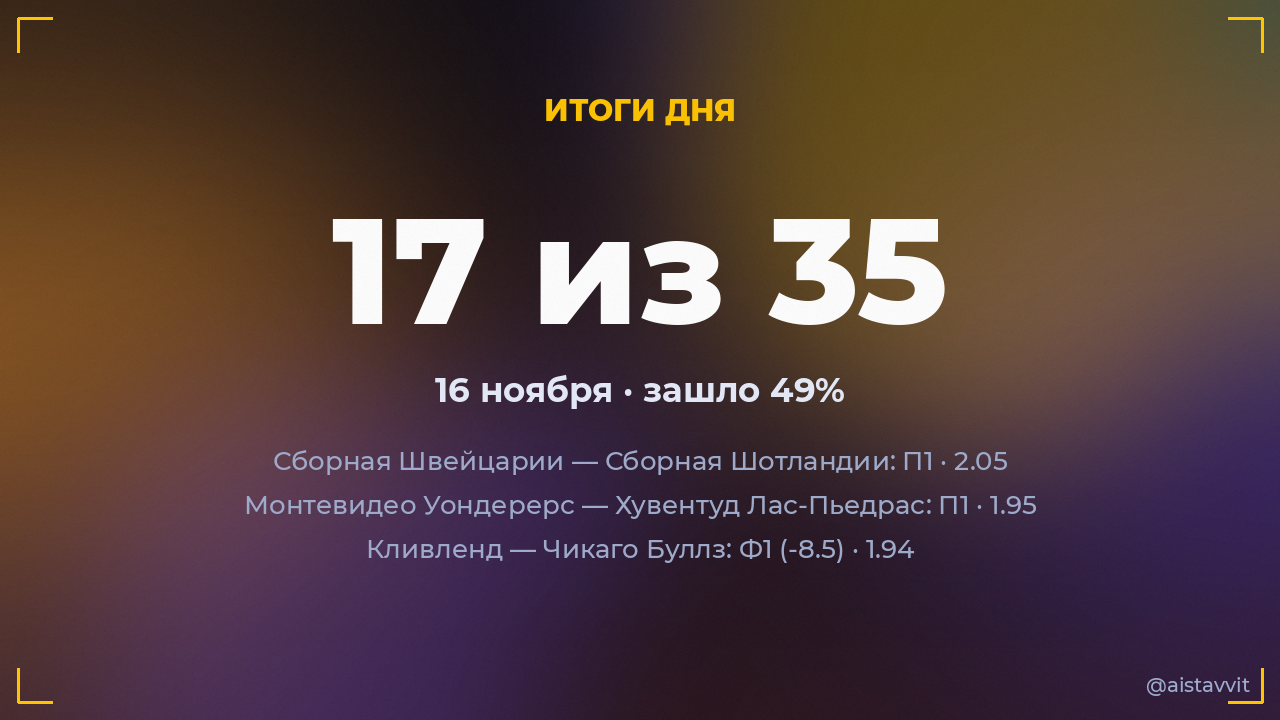 ИТОГИ ДНЯ
17 из 35
16 ноября · зашло 49%
Сборная Швейцарии — Сборная Шотландии: П1 · 2.05
Монтевидео Уондерерс — Хувентуд Лас-Пьедрас: П1 · 1.95
Кливленд — Чикаго Буллз: Ф1 (-8.5) · 1.94
@aistavvit